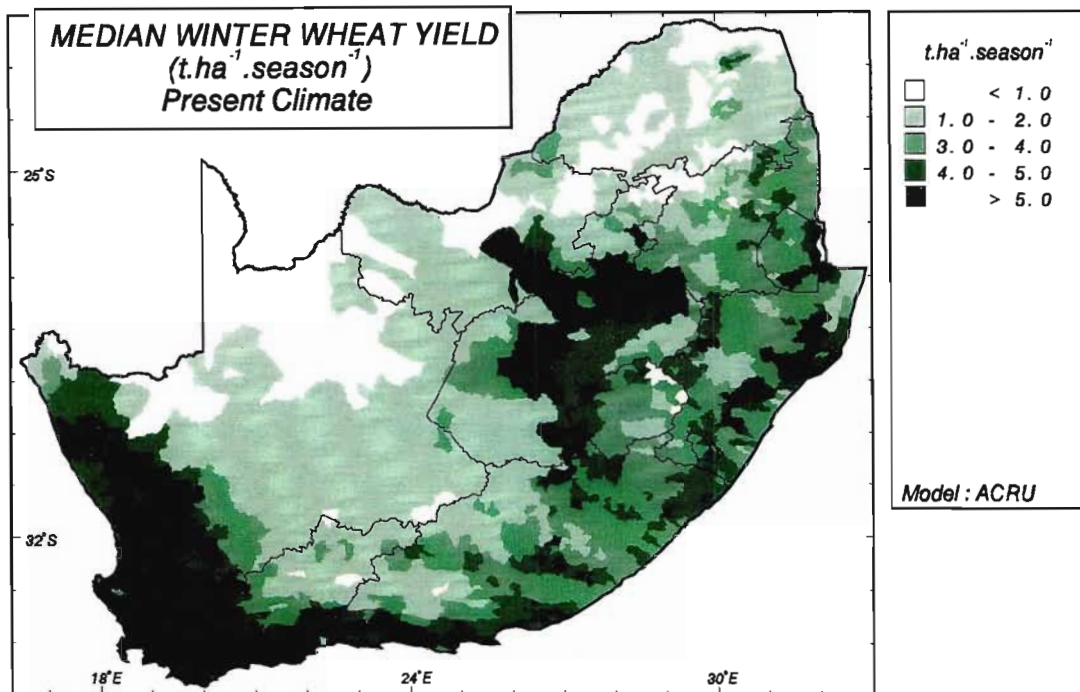 MEDIAN WINTER WHEAT YIELD
(t.ha⁻¹.season⁻¹)
Present Climate
t.ha⁻¹.season⁻¹
< 1.0
1.0 - 2.0
3.0 - 4.0
4.0 - 5.0
> 5.0
Model : ACRU
25°S
32°S
18°E
24°E
30°E